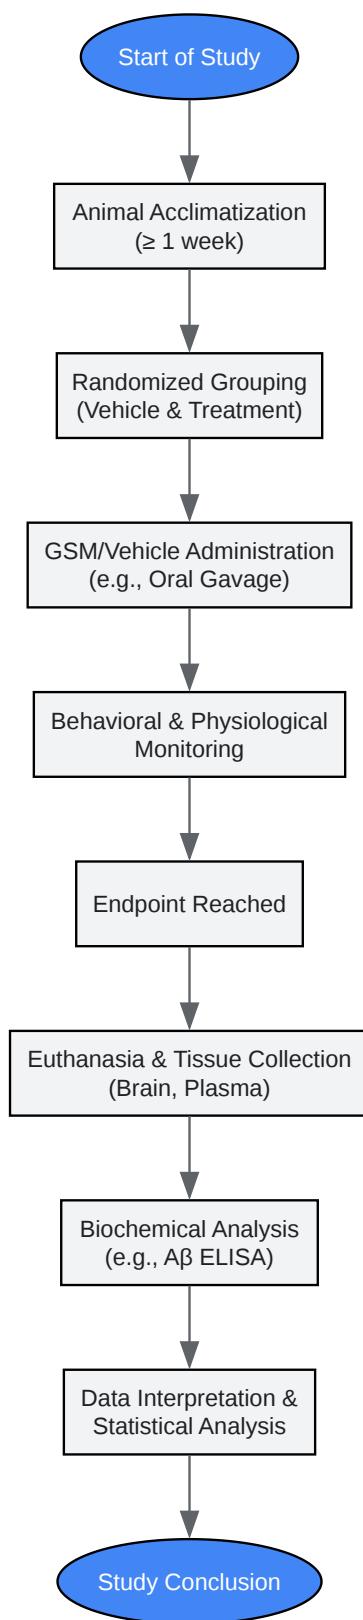 Start of Study
Animal Acclimatization
(≥ 1 week)
Randomized Grouping
(Vehicle & Treatment)
GSM/Vehicle Administration
(e.g., Oral Gavage)
Behavioral & Physiological
Monitoring
Endpoint Reached
Euthanasia & Tissue Collection
(Brain, Plasma)
Biochemical Analysis
(e.g., Aβ ELISA)
Data Interpretation &
Statistical Analysis
Study Conclusion